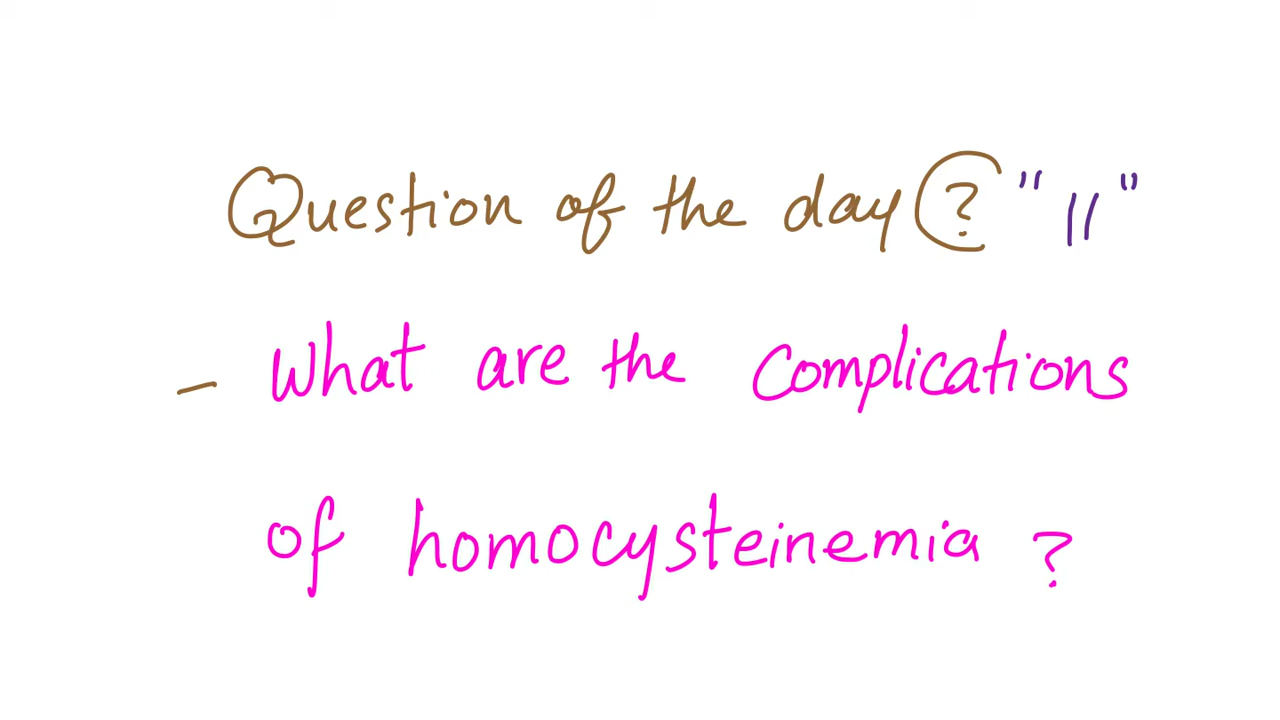 Question of the day ? "11"
- What are the Complications
of homocysteinemia ?